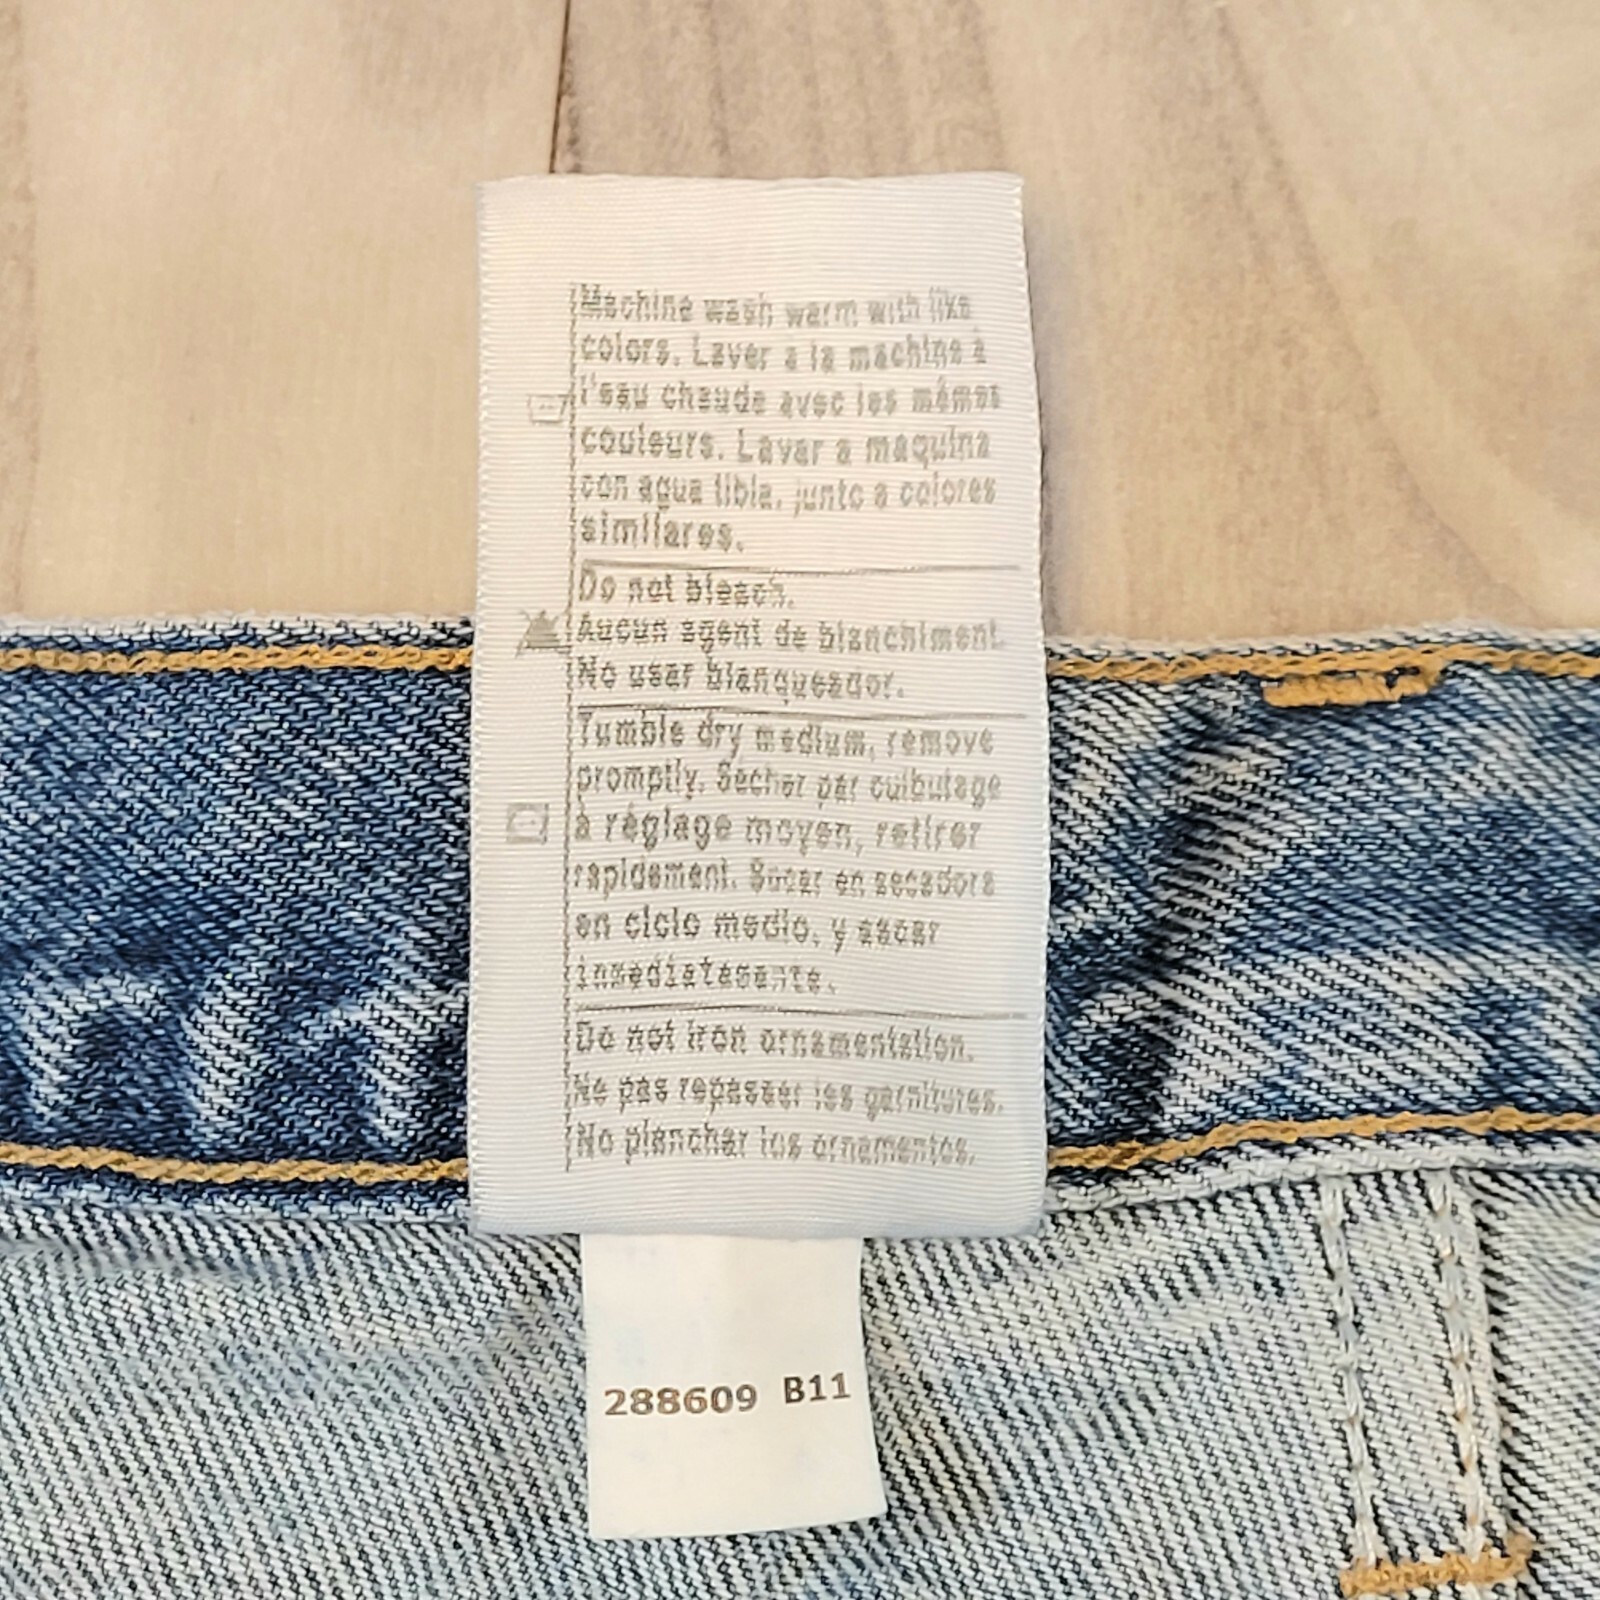 Machine wash warm with like
colors. Laver a la machine à
l'eau chaude avec les mêmes
couleurs. Lavar a maquina
con agua tibia, junto a colores
similares.
Do not bleach.
Aucun agent de blanchiment.
No usar blanqueador.
Tumble dry medium, remove
promptly. Sécher par culbutage
à réglage moyen, retirer
rapidement. Sacar en secadora
en ciclo medio, y sacar
inmediatamente.
Do not iron ornamentation.
Ne pas repasser les garnitures.
No planchar los ornamentos.
288609 B11